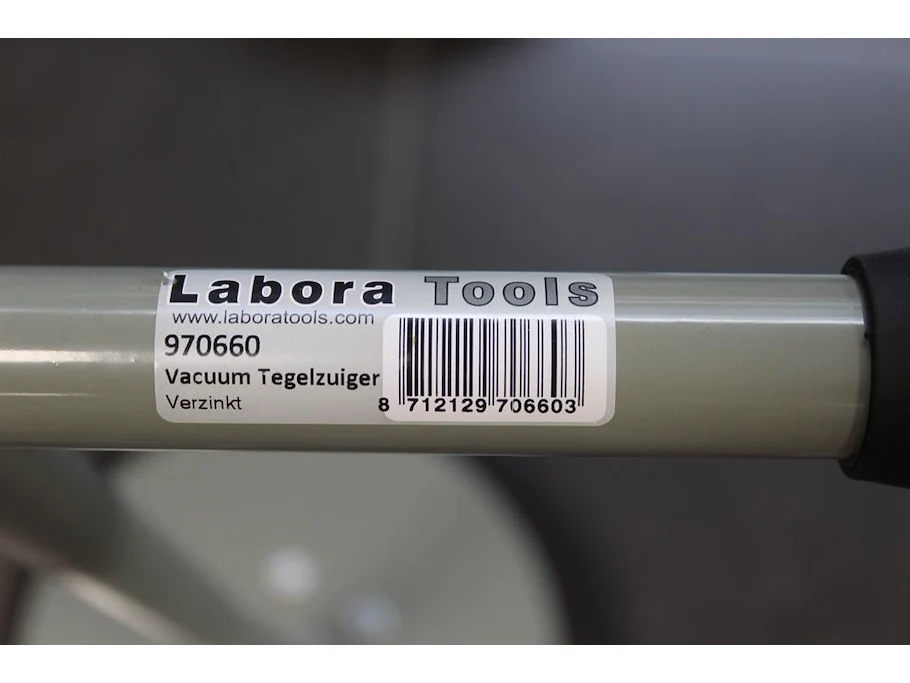 Labora Tools
www.laboratools.com
970660
Vacuum Tegelzuiger
Verzinkt
8 712129 706603